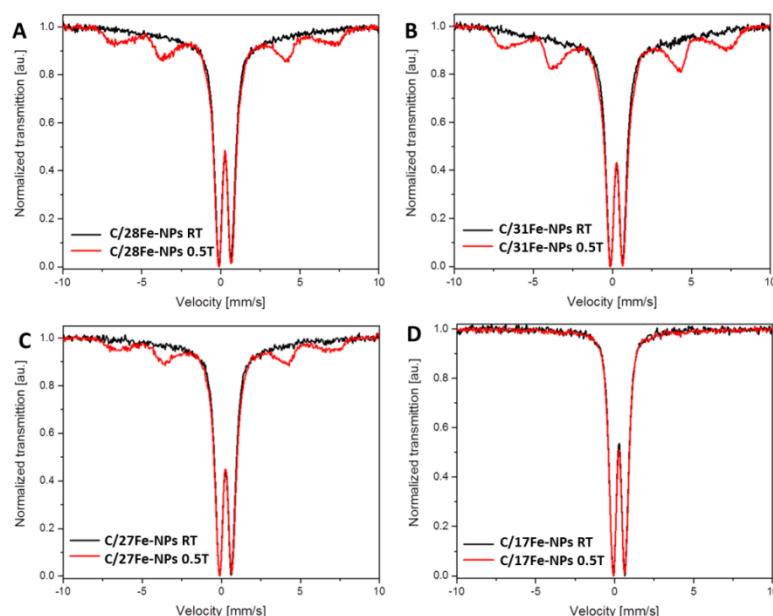 A
Normalized transmittion [au.]
1.0
0.8
0.6
0.4
0.2
0.0
C/28Fe-NPs RT
C/28Fe-NPs 0.5T
-10 -5 0 5 10
Velocity [mm/s]
B
Normalized transmittion [au.]
1.0
0.8
0.6
0.4
0.2
0.0
C/31Fe-NPs RT
C/31Fe-NPs 0.5T
-10 -5 0 5 10
Velocity [mm/s]
C
Normalized transmittion [au.]
1.0
0.8
0.6
0.4
0.2
0.0
C/27Fe-NPs RT
C/27Fe-NPs 0.5T
-10 -5 0 5 10
Velocity [mm/s]
D
Normalized transmittion [au.]
1.0
0.8
0.6
0.4
0.2
0.0
C/17Fe-NPs RT
C/17Fe-NPs 0.5T
-10 -5 0 5 10
Velocity [mm/s]